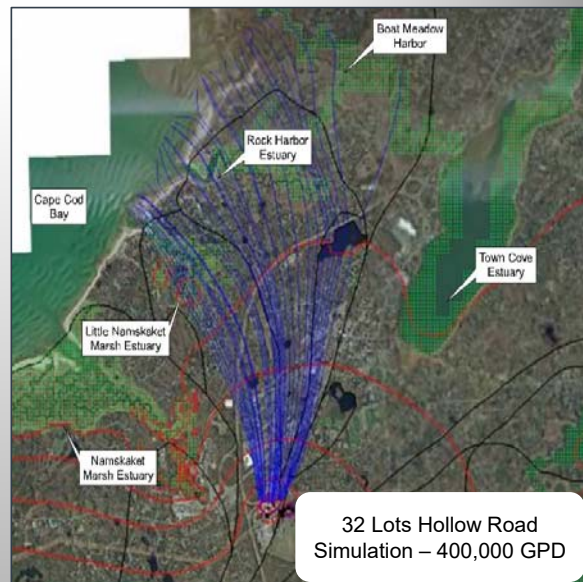 Boat Meadow
Harbor
Rock Harbor
Estuary
Cape Cod
Bay
Town Cove
Estuary
Little Namskaket
Marsh Estuary
Namskaket
Marsh Estuary
32 Lots Hollow Road
Simulation – 400,000 GPD